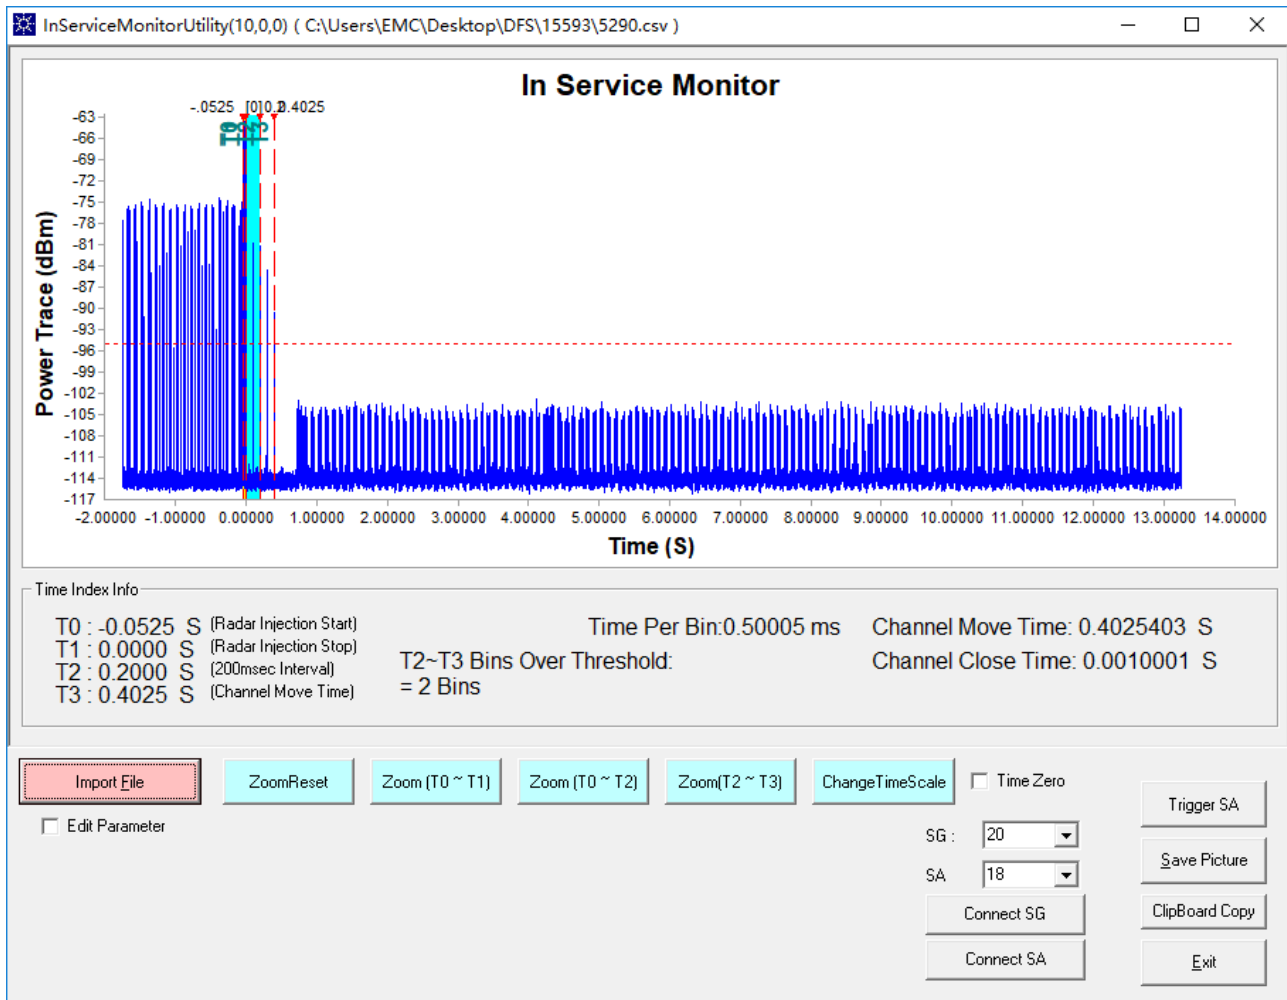 InServiceMonitorUtility(10,0,0) ( C:\Users\EMC\Desktop\DFS\15593\5290.csv )
In Service Monitor
-.0525 [0]0.2 0.4025
T0
T3
-63
-66
-69
-72
-75
-78
-81
-84
-87
-90
-93
-96
-99
-102
-105
-108
-111
-114
-117
Power Trace (dBm)
-2.00000 -1.00000 0.00000 1.00000 2.00000 3.00000 4.00000 5.00000 6.00000 7.00000 8.00000 9.00000 10.00000 11.00000 12.00000 13.00000 14.00000
Time (S)
Time Index Info
T0 : -0.0525 S (Radar Injection Start)
T1 : 0.0000 S (Radar Injection Stop)
T2 : 0.2000 S (200msec Interval)
T3 : 0.4025 S (Channel Move Time)
Time Per Bin:0.50005 ms
T2~T3 Bins Over Threshold:
= 2 Bins
Channel Move Time: 0.4025403 S
Channel Close Time: 0.0010001 S
Import File
ZoomReset
Zoom (T0 ~ T1)
Zoom (T0 ~ T2)
Zoom(T2 ~ T3)
ChangeTimeScale
Time Zero
Edit Parameter
SG : 20
SA 18
Connect SG
Connect SA
Trigger SA
Save Picture
ClipBoard Copy
Exit